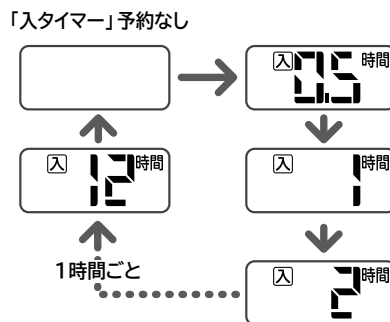 「入タイマー」予約なし
入 0.5 時間
入 12 時間
入 1 時間
1時間ごと
入 2 時間